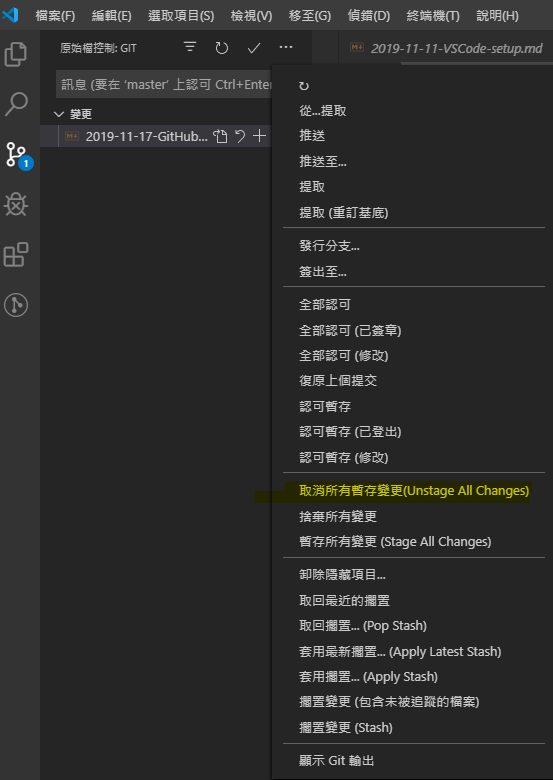 檔案(F) 編輯(E) 選取項目(S) 檢視(V) 移至(G) 偵錯(D) 終端機(T) 說明(H)
原始檔控制: GIT
2019-11-11-VSCode-setup.md
訊息 (要在 'master' 上認可 Ctrl+Enter
變更
2019-11-17-GitHub...
1
從...提取
推送
推送至...
提取
提取 (重訂基底)
發行分支...
簽出至...
全部認可
全部認可 (已簽章)
全部認可 (修改)
復原上個提交
認可暫存
認可暫存 (已登出)
認可暫存 (修改)
取消所有暫存變更(Unstage All Changes)
捨棄所有變更
暫存所有變更 (Stage All Changes)
卸除隱藏項目...
取回最近的擱置
取回擱置... (Pop Stash)
套用最新擱置... (Apply Latest Stash)
套用擱置... (Apply Stash)
擱置變更 (包含未被追蹤的檔案)
擱置變更 (Stash)
顯示 Git 輸出